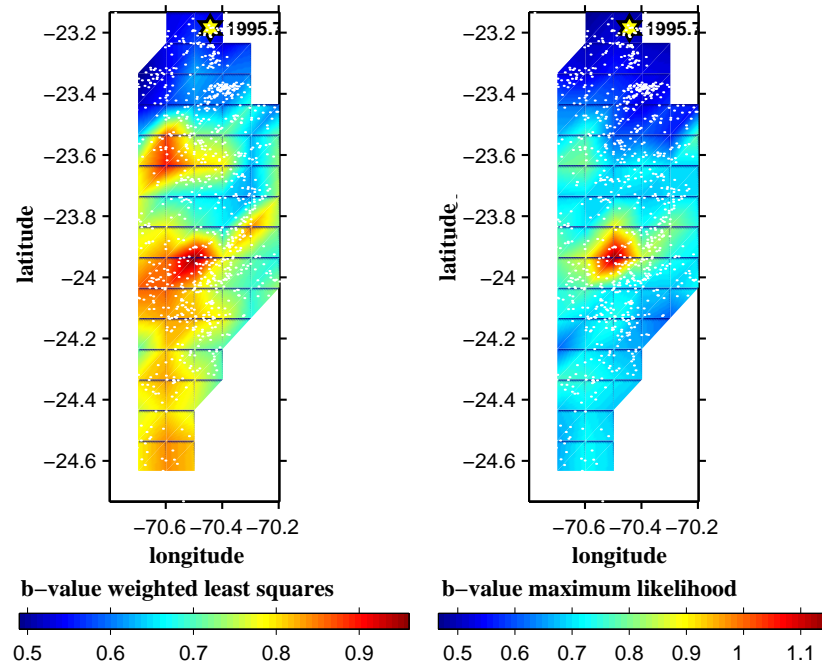 −23.2
−23.4
−23.6
−23.8
−24
−24.2
−24.4
−24.6
latitude
1995.7
−70.6 −70.4 −70.2
longitude
b−value weighted least squares
0.5 0.6 0.7 0.8 0.9
−23.2
−23.4
−23.6
−23.8
−24
−24.2
−24.4
−24.6
latitude
1995.7
−70.6 −70.4 −70.2
longitude
b−value maximum likelihood
0.5 0.6 0.7 0.8 0.9 1 1.1